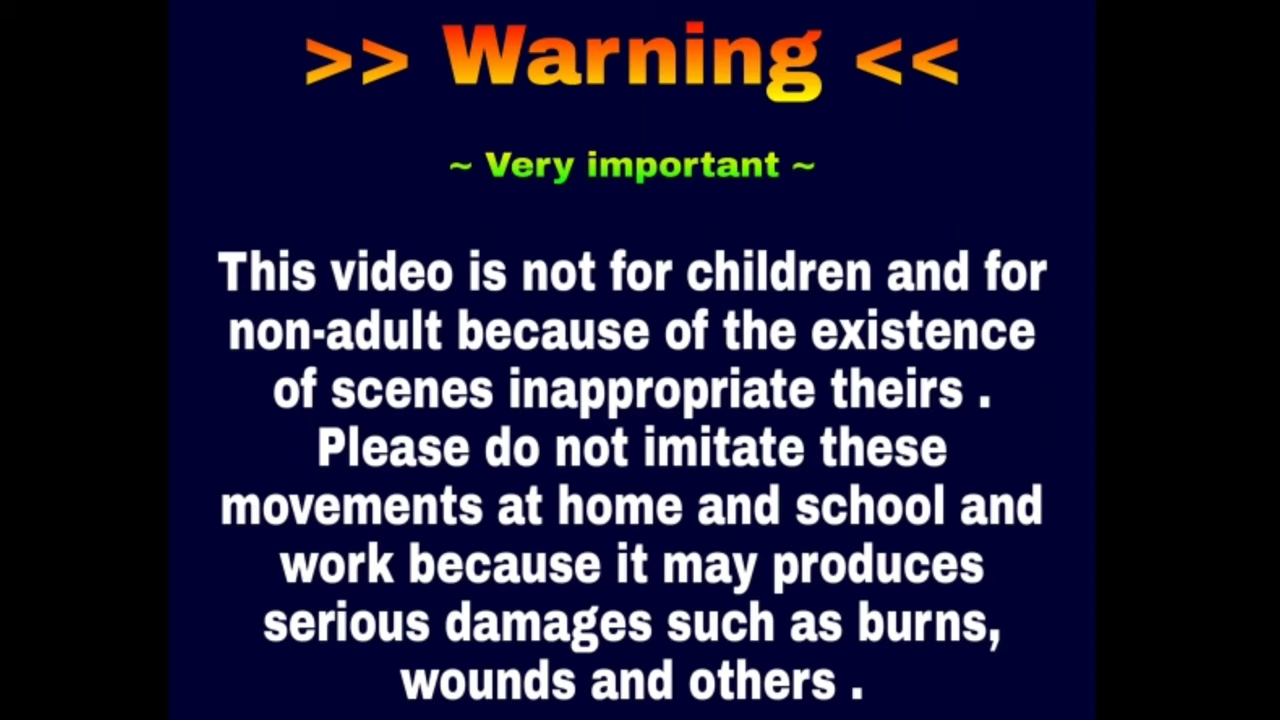 >> Warning <<
~ Very important ~
This video is not for children and for
non-adult because of the existence
of scenes inappropriate theirs .
Please do not imitate these
movements at home and school and
work because it may produces
serious damages such as burns,
wounds and others .